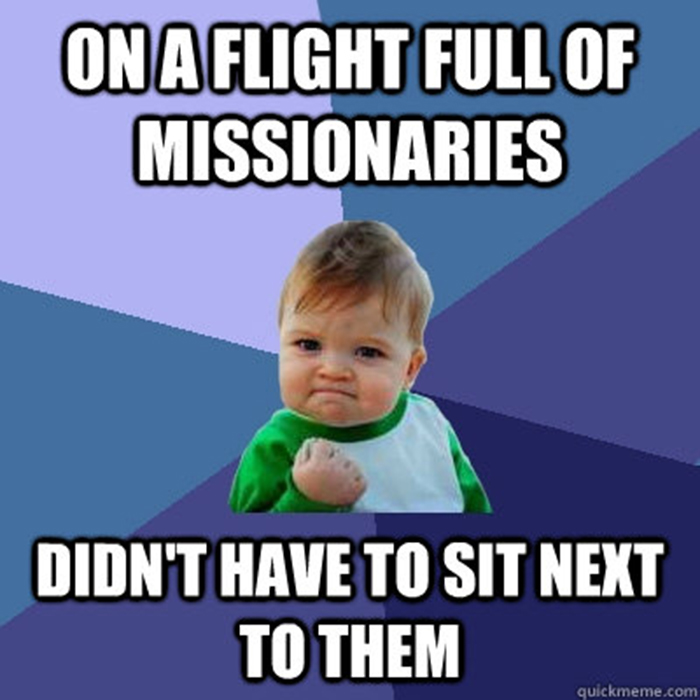 ON A FLIGHT FULL OF
MISSIONARIES
DIDN'T HAVE TO SIT NEXT
TO THEM
quickmeme.com